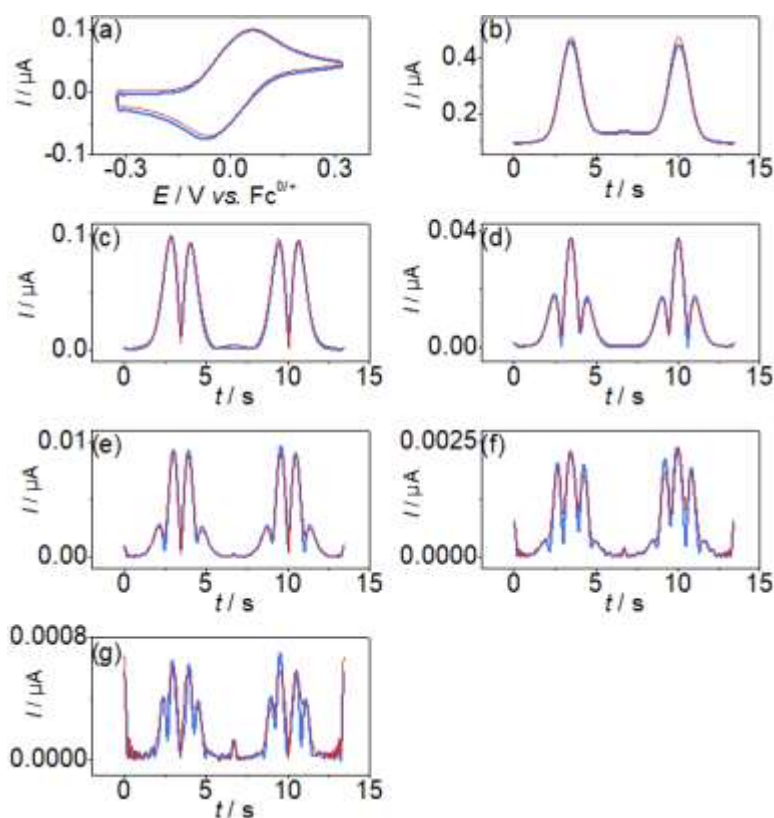 (a)
0.1
0.0
-0.1
I / µA
-0.3 0.0 0.3
E / V vs. Fc0/+
(b)
0.4
0.2
I / µA
0 5 10 15
t / s
(c)
0.1
0.0
I / µA
0 5 10 15
t / s
(d)
0.04
0.00
I / µA
0 5 10 15
t / s
(e)
0.01
0.00
I / µA
0 5 10 15
t / s
(f)
0.0025
0.0000
I / µA
0 5 10 15
t / s
(g)
0.0008
0.0000
I / µA
0 5 10 15
t / s